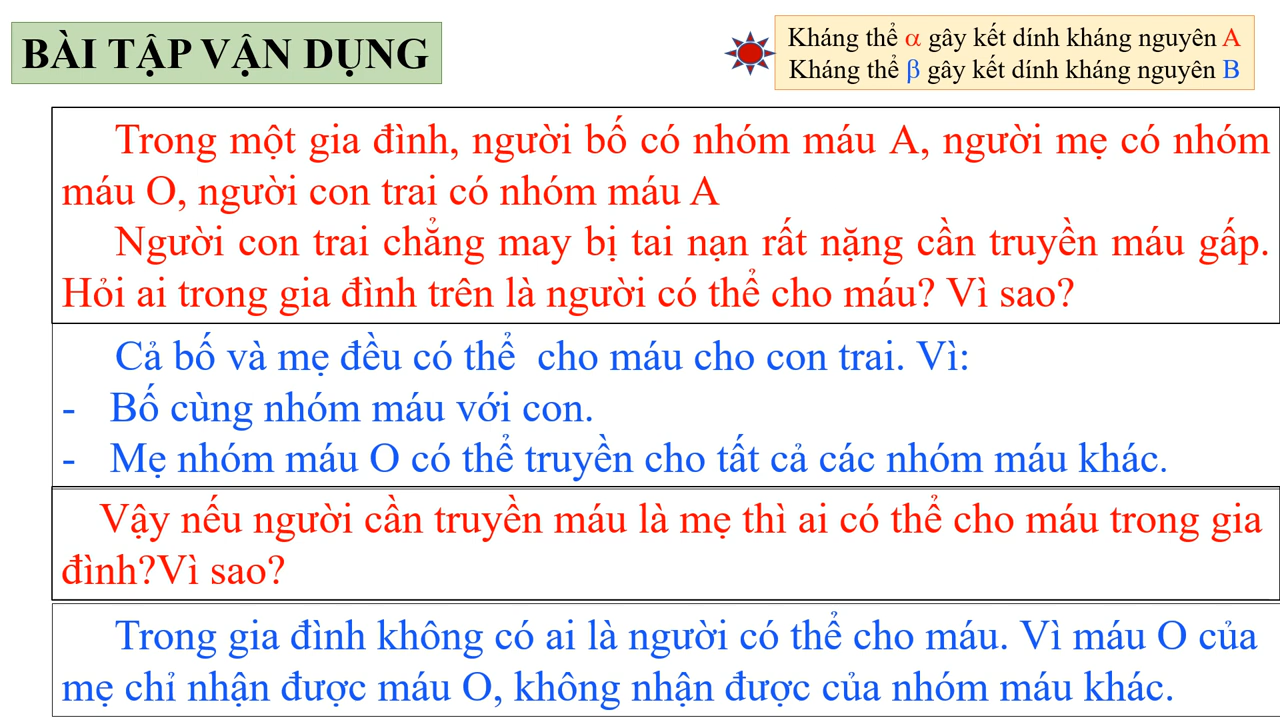 BÀI TẬP VẬN DỤNG
Kháng thể α gây kết dính kháng nguyên A
Kháng thể β gây kết dính kháng nguyên B
Trong một gia đình, người bố có nhóm máu A, người mẹ có nhóm
máu O, người con trai có nhóm máu A
Người con trai chẳng may bị tai nạn rất nặng cần truyền máu gấp.
Hỏi ai trong gia đình trên là người có thể cho máu? Vì sao?
Cả bố và mẹ đều có thể cho máu cho con trai. Vì:
- Bố cùng nhóm máu với con.
- Mẹ nhóm máu O có thể truyền cho tất cả các nhóm máu khác.
Vậy nếu người cần truyền máu là mẹ thì ai có thể cho máu trong gia
đình?Vì sao?
Trong gia đình không có ai là người có thể cho máu. Vì máu O của
mẹ chỉ nhận được máu O, không nhận được của nhóm máu khác.